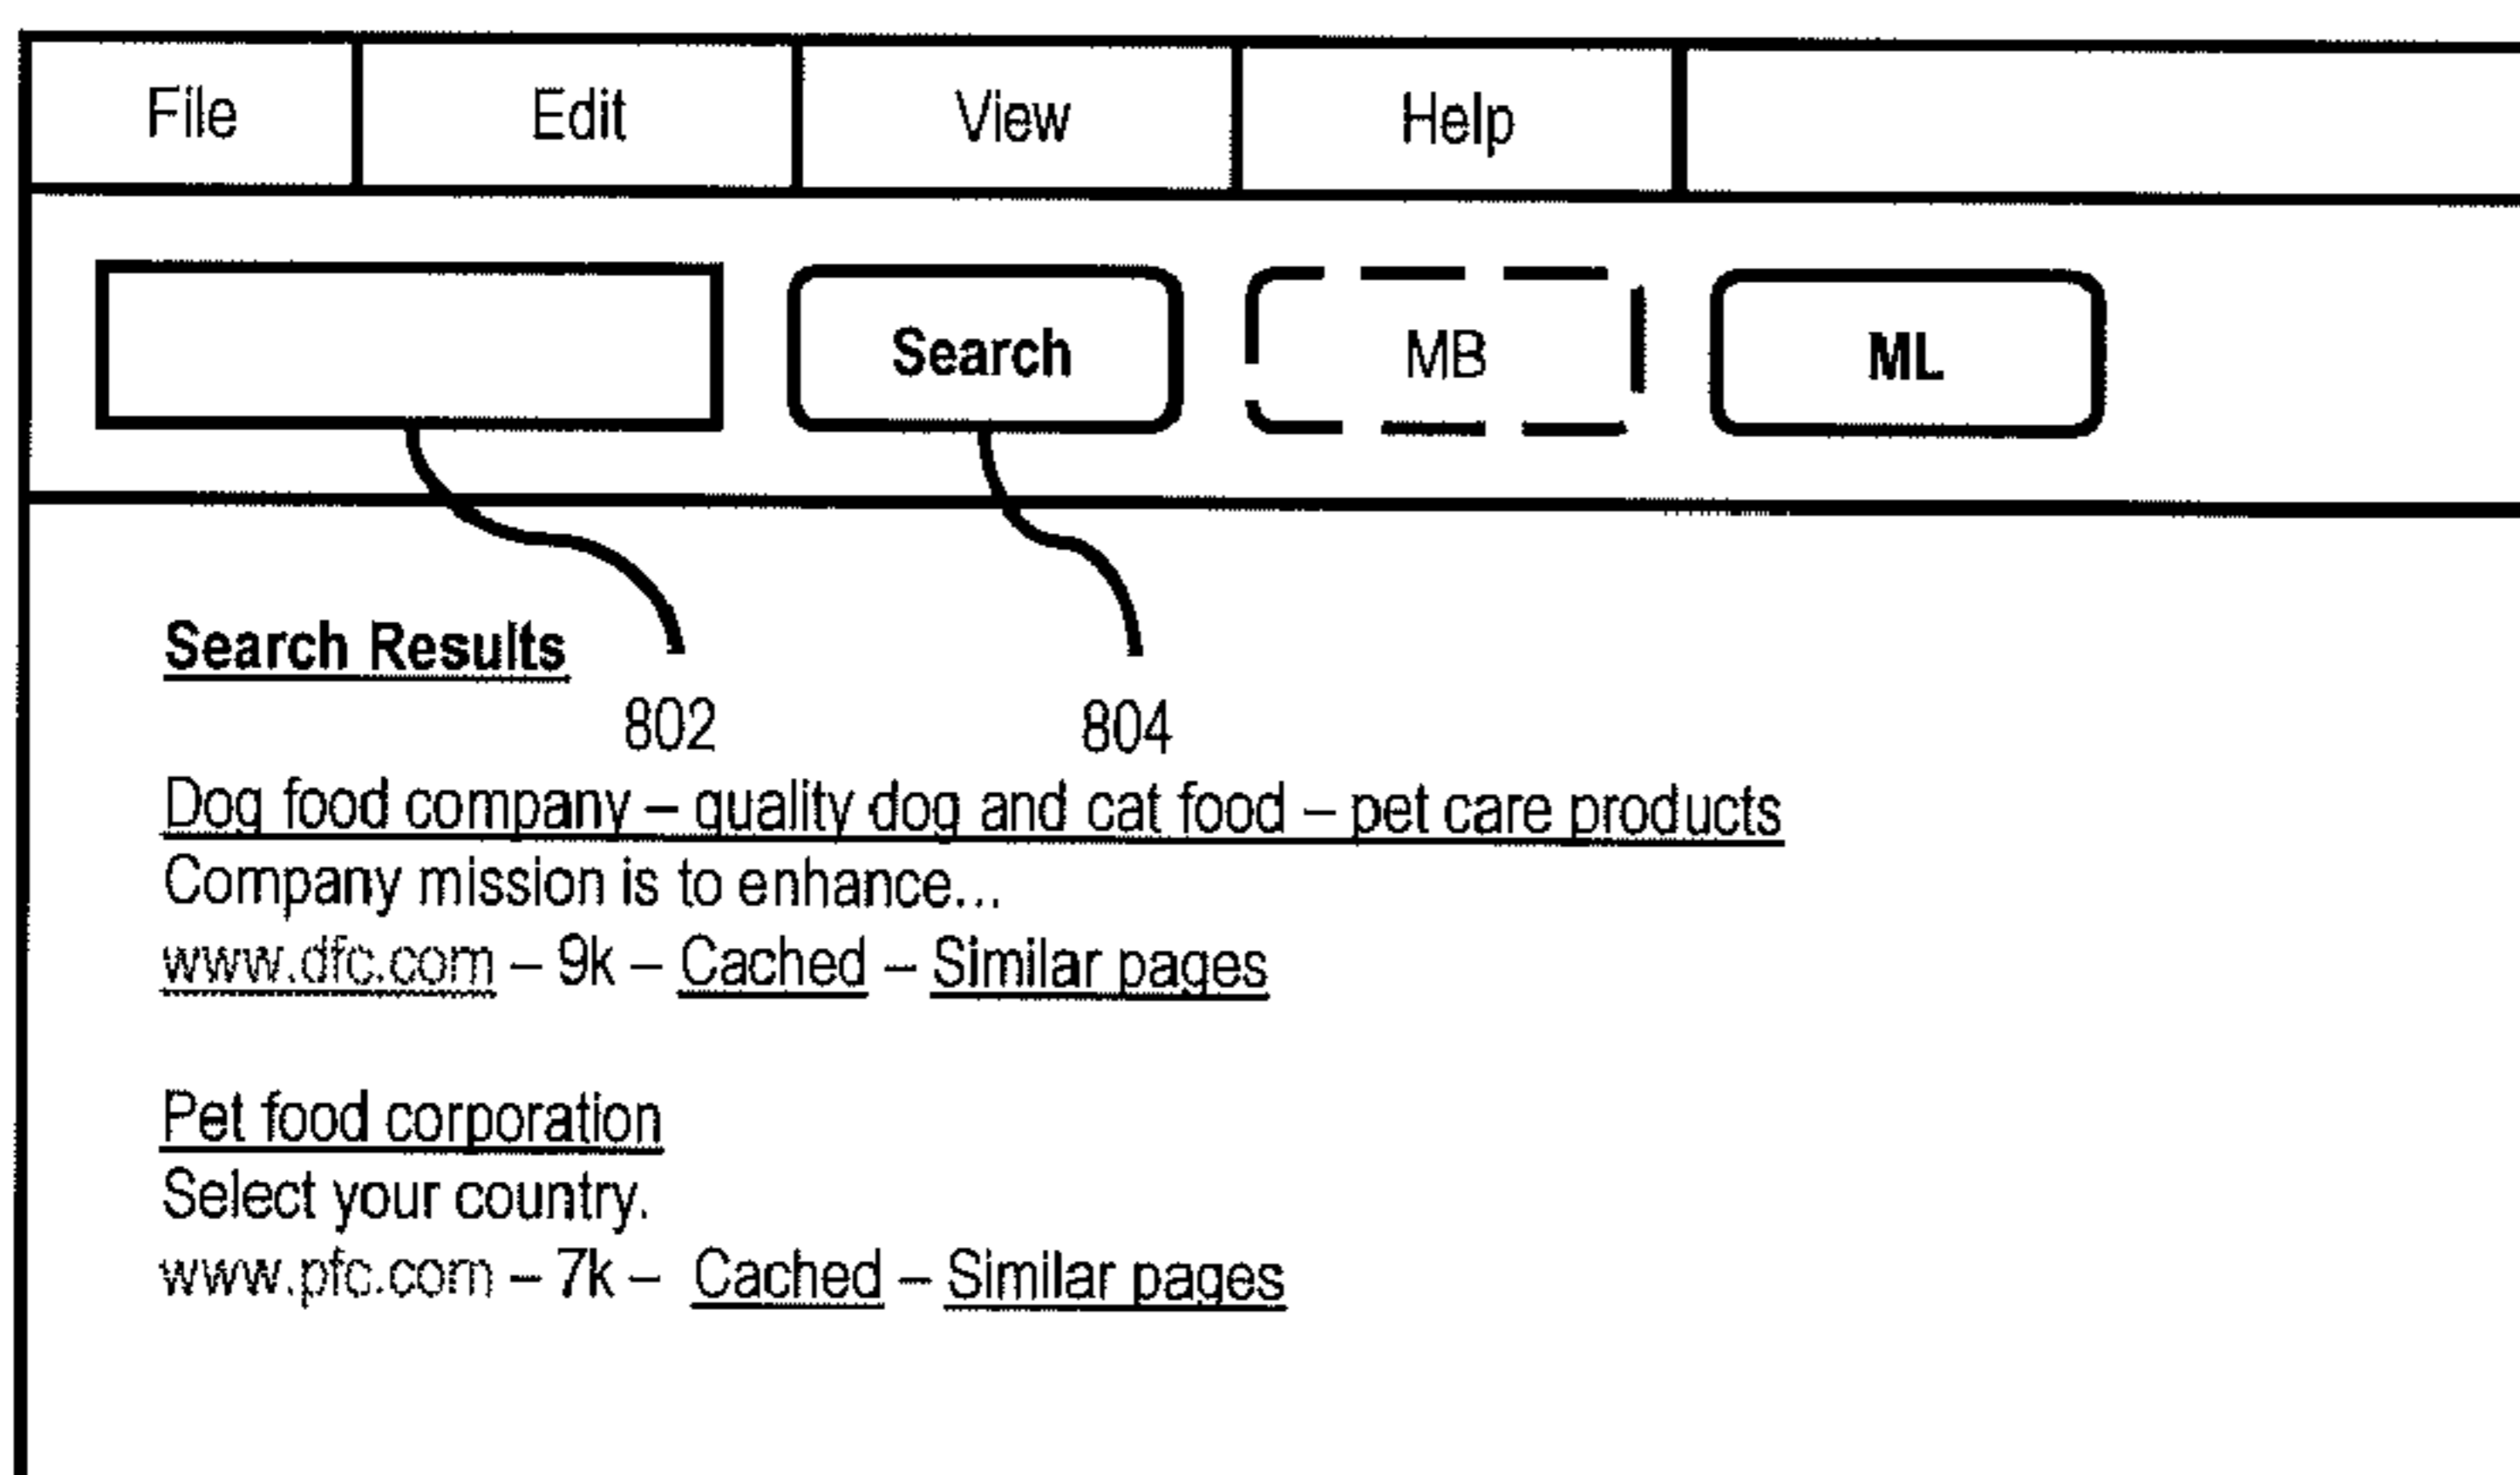 File Edit View Help
Search MB ML
Search Results
802 804
Dog food company – quality dog and cat food – pet care products
Company mission is to enhance...
www.dfc.com – 9k – Cached – Similar pages
Pet food corporation
Select your country.
www.pfc.com – 7k – Cached – Similar pages